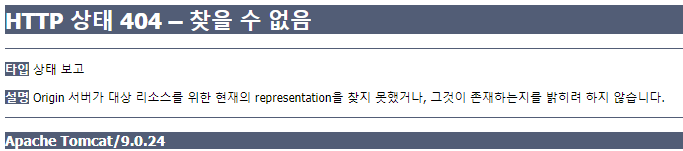 HTTP 상태 404 – 찾을 수 없음
타입 상태 보고
설명 Origin 서버가 대상 리소스를 위한 현재의 representation을 찾지 못했거나, 그것이 존재하는지를 밝히려 하지 않습니다.
Apache Tomcat/9.0.24